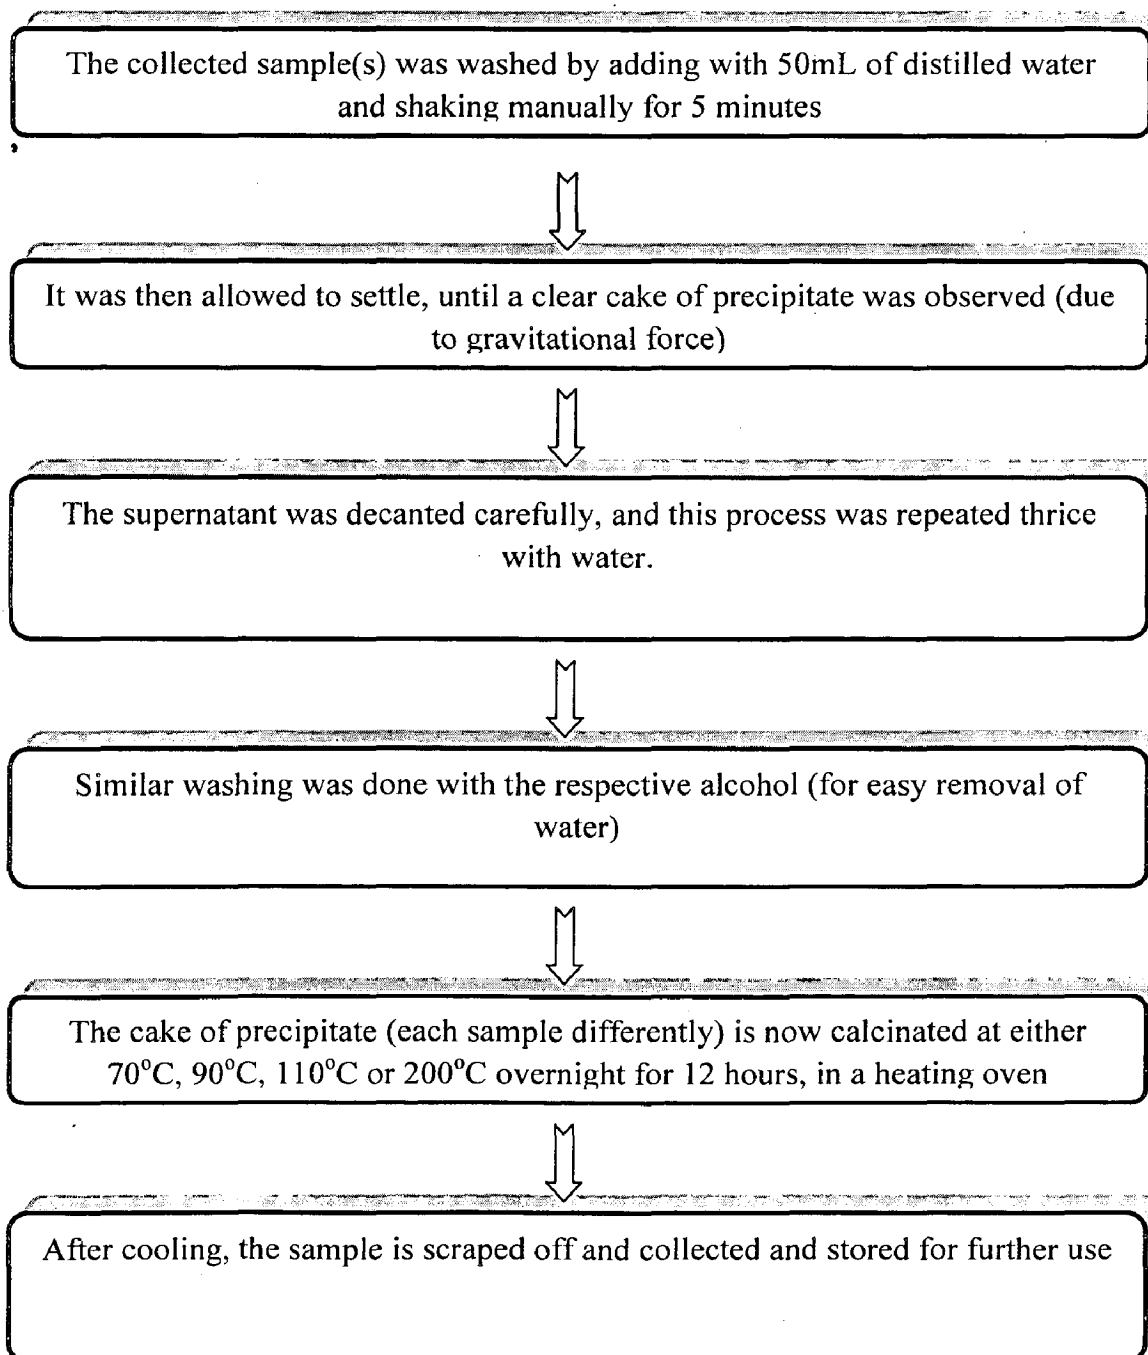 The collected sample(s) was washed by adding with 50mL of distilled water
and shaking manually for 5 minutes
It was then allowed to settle, until a clear cake of precipitate was observed (due
to gravitational force)
The supernatant was decanted carefully, and this process was repeated thrice
with water.
Similar washing was done with the respective alcohol (for easy removal of
water)
The cake of precipitate (each sample differently) is now calcinated at either
70°C, 90°C, 110°C or 200°C overnight for 12 hours, in a heating oven
After cooling, the sample is scraped off and collected and stored for further use